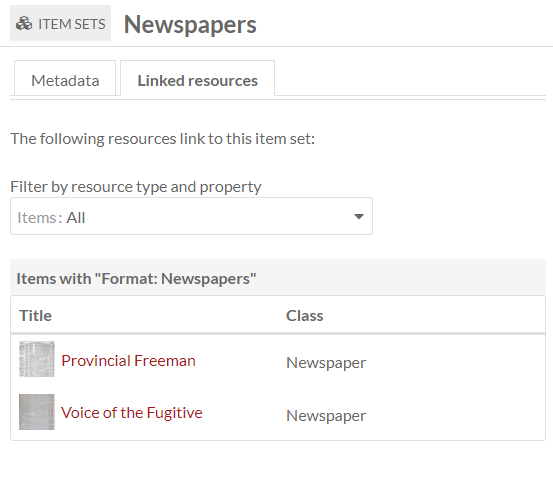 ITEM SETS Newspapers
Metadata Linked resources
The following resources link to this item set:
Filter by resource type and property
Items: All
Items with "Format: Newspapers"
Title Class
Provincial Freeman Newspaper
Voice of the Fugitive Newspaper